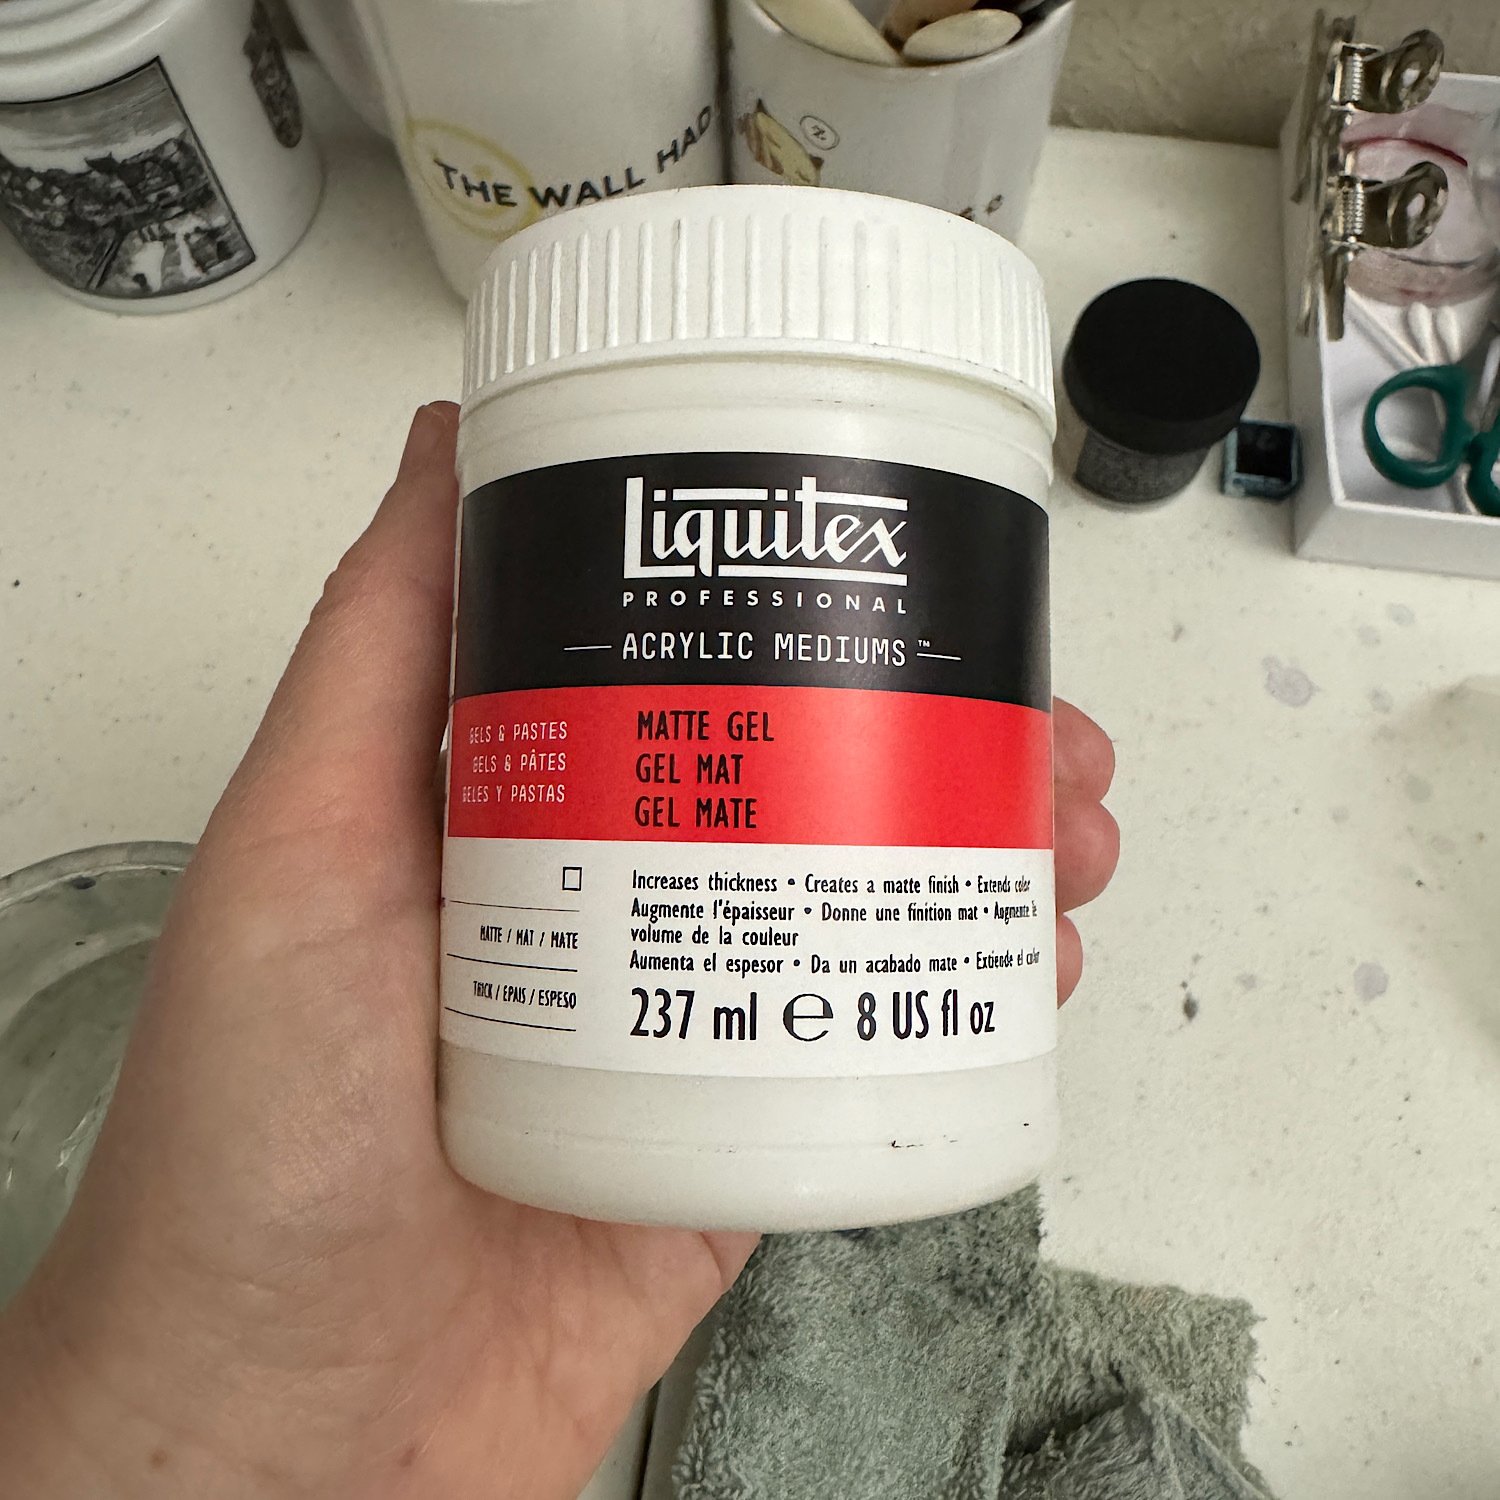 THE WALL HAD
z
Liquitex
PROFESSIONAL
ACRYLIC MEDIUMS™
GELS & PASTES
GELS & PÂTES
GELES Y PASTAS
MATTE GEL
GEL MAT
GEL MATE
MATTE / MAT / MATE
THICK / EPAIS / ESPESO
Increases thickness • Creates a matte finish • Extends color
Augmente l'épaisseur • Donne une finition mat • Augmente le
volume de la couleur
Aumenta el espesor • Da un acabado mate • Extiende el color
237 ml ℮ 8 US fl oz